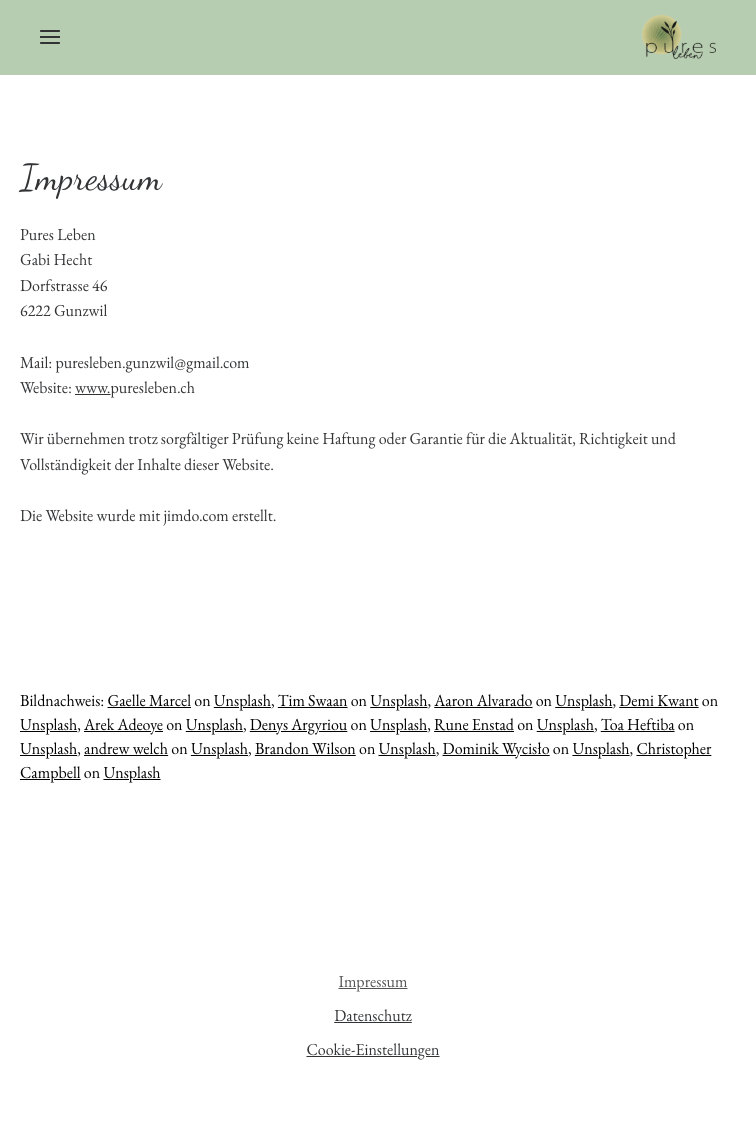 pures
leben
Impressum
Pures Leben
Gabi Hecht
Dorfstrasse 46
6222 Gunzwil
Mail: puresleben.gunzwil@gmail.com
Website: www.puresleben.ch
Wir übernehmen trotz sorgfältiger Prüfung keine Haftung oder Garantie für die Aktualität, Richtigkeit und
Vollständigkeit der Inhalte dieser Website.
Die Website wurde mit jimdo.com erstellt.
Bildnachweis: Gaelle Marcel on Unsplash, Tim Swaan on Unsplash, Aaron Alvarado on Unsplash, Demi Kwant on
Unsplash, Arek Adeoye on Unsplash, Denys Argyriou on Unsplash, Rune Enstad on Unsplash, Toa Heftiba on
Unsplash, andrew welch on Unsplash, Brandon Wilson on Unsplash, Dominik Wycisło on Unsplash, Christopher
Campbell on Unsplash
Impressum
Datenschutz
Cookie-Einstellungen